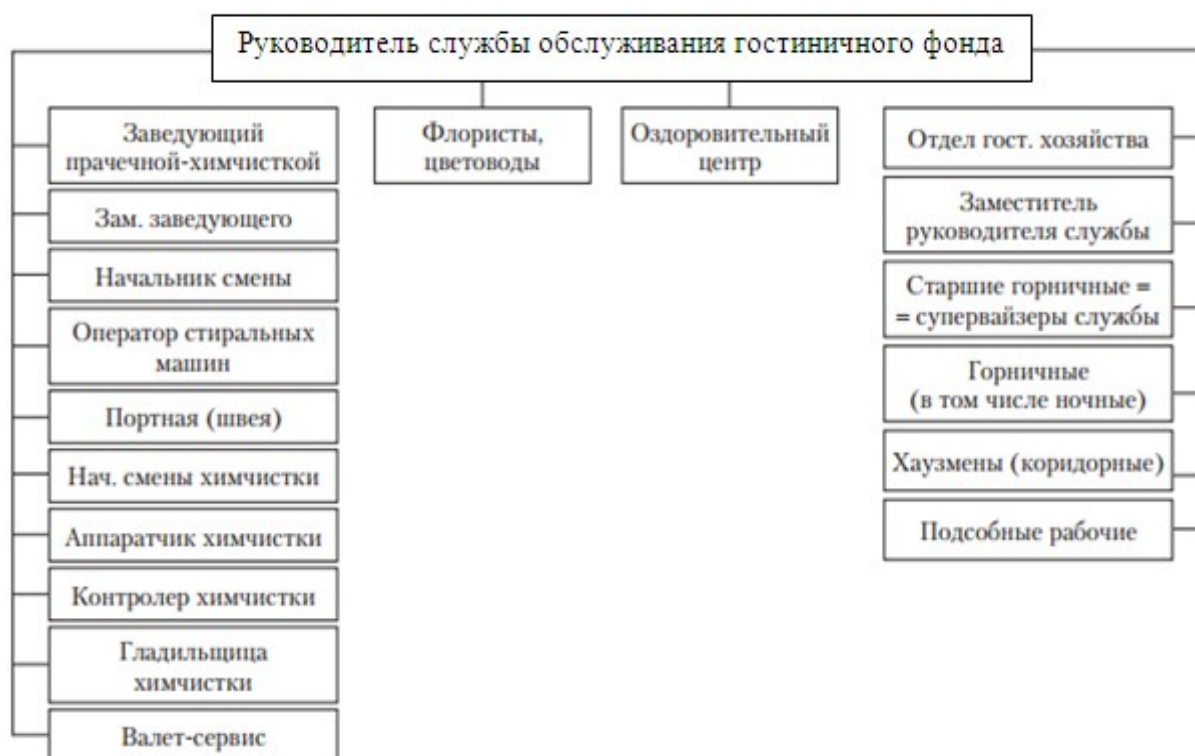 Руководитель службы обслуживания гостиничного фонда
Заведующий
прачечной-химчисткой
Зам. заведующего
Начальник смены
Оператор стиральных
машин
Портная (швея)
Нач. смены химчистки
Аппаратчик химчистки
Контролер химчистки
Гладильщица
химчистки
Валет-сервис
Флористы,
цветоводы
Оздоровительный
центр
Отдел гост. хозяйства
Заместитель
руководителя службы
Старшие горничные =
= супервайзеры службы
Горничные
(в том числе ночные)
Хаузмены (коридорные)
Подсобные рабочие